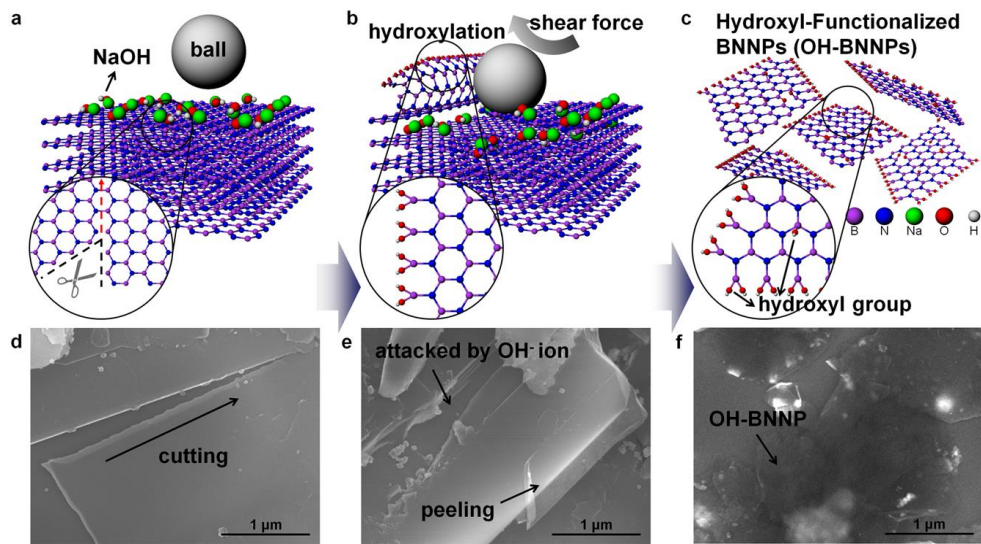 a
NaOH
ball
b
hydroxylation
shear force
c
Hydroxyl-Functionalized
BNNPs (OH-BNNPs)
B N Na O H
hydroxyl group
d
cutting
1 µm
e
attacked by OH⁻ ion
peeling
1 µm
f
OH-BNNP
1 µm